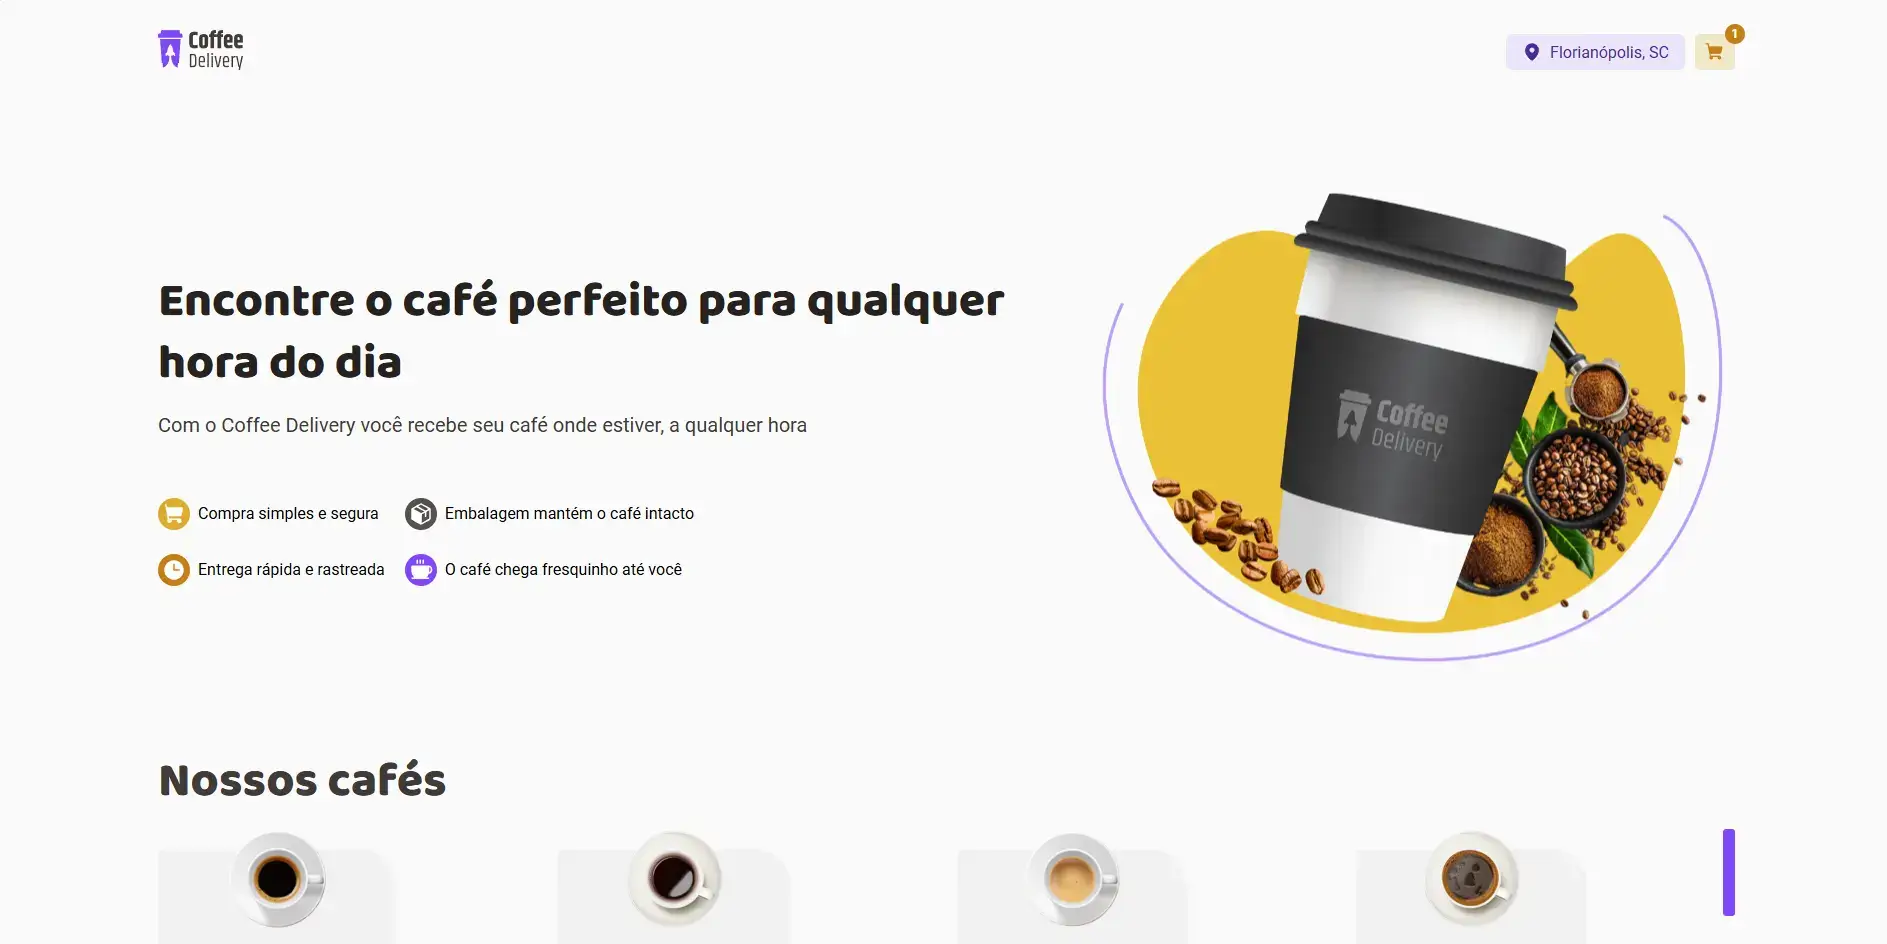 Coffee
Delivery
Florianópolis, SC
1
Encontre o café perfeito para qualquer
hora do dia
Com o Coffee Delivery você recebe seu café onde estiver, a qualquer hora
Compra simples e segura
Embalagem mantém o café intacto
Entrega rápida e rastreada
O café chega fresquinho até você
Coffee
Delivery
Nossos cafés